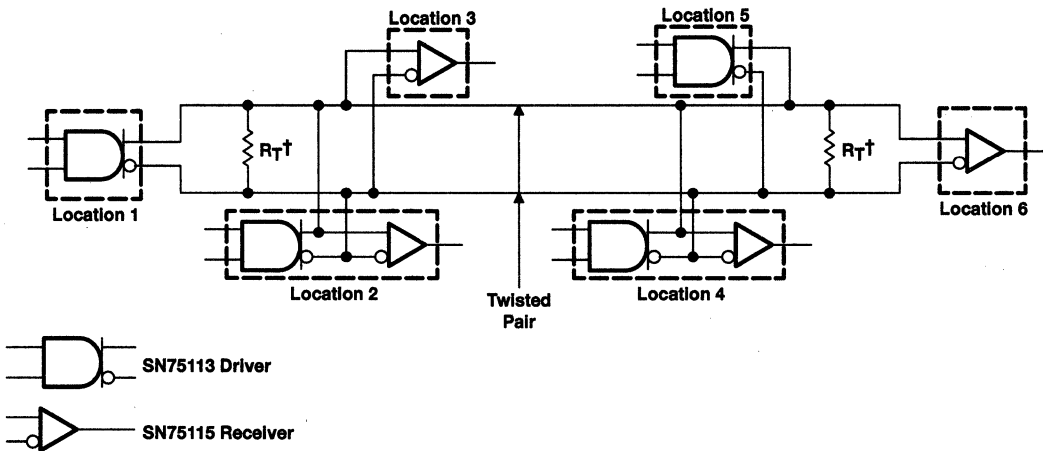 Location 3
Location 5
Location 1
RT†
RT†
Location 6
Location 2
Twisted
Pair
Location 4
SN75113 Driver
SN75115 Receiver